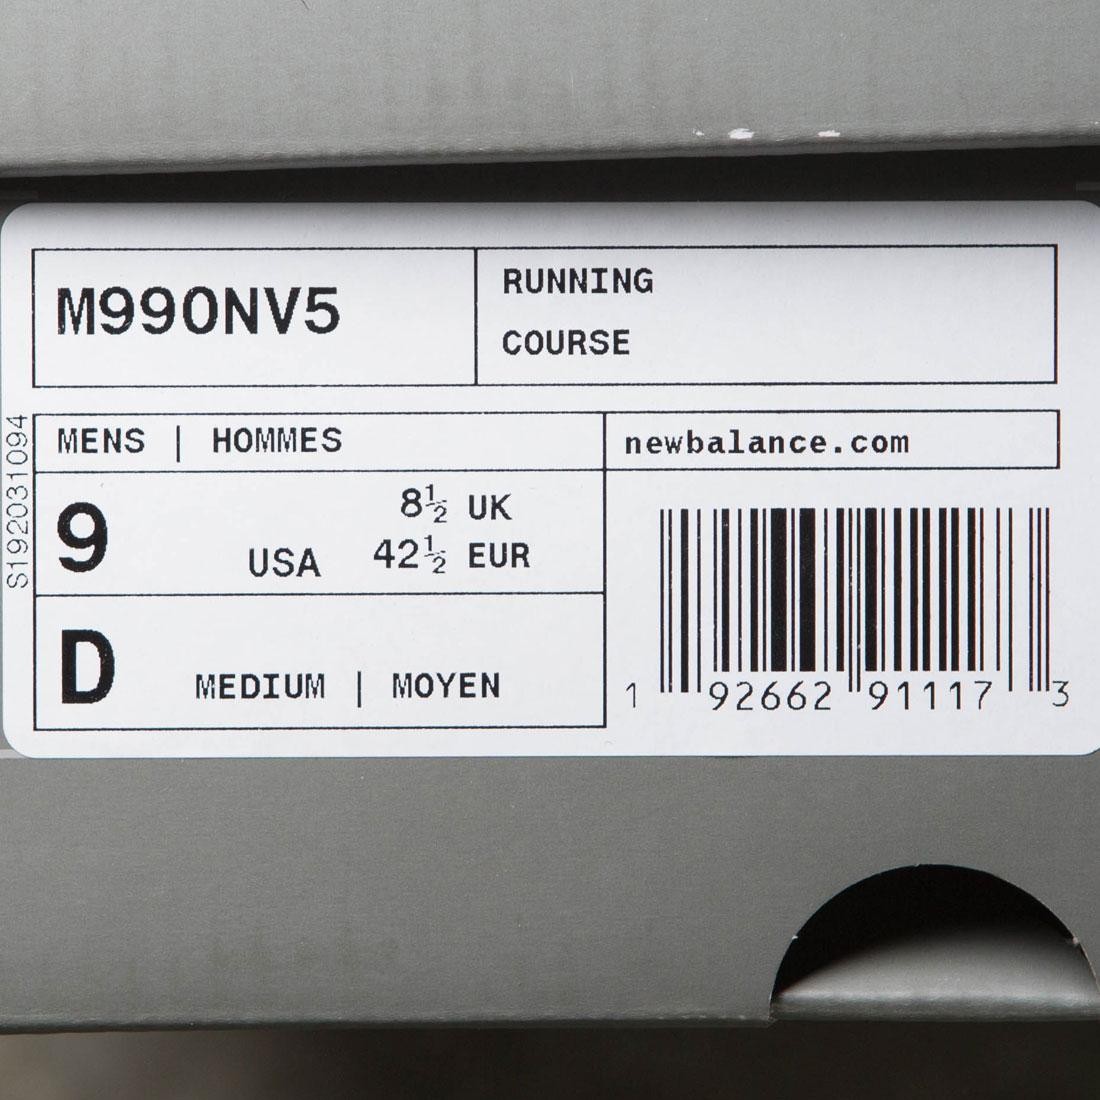 M990NV5
RUNNING
COURSE
MENS | HOMMES
newbalance.com
9 USA 8½ UK
42½ EUR
D MEDIUM | MOYEN
1 92662 91117 3
S192031094